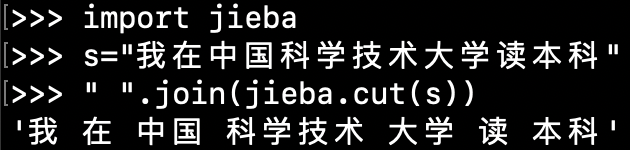 >>> import jieba
>>> s="我在中国科学技术大学读本科"
>>> " ".join(jieba.cut(s))
'我 在 中国 科学技术 大学 读 本科'